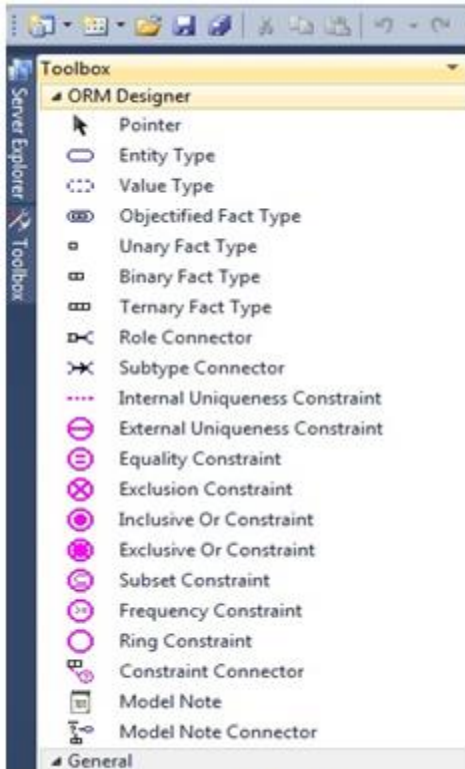 Toolbox
ORM Designer
Pointer
Entity Type
Value Type
Objectified Fact Type
Unary Fact Type
Binary Fact Type
Ternary Fact Type
Role Connector
Subtype Connector
Internal Uniqueness Constraint
External Uniqueness Constraint
Equality Constraint
Exclusion Constraint
Inclusive Or Constraint
Exclusive Or Constraint
Subset Constraint
Frequency Constraint
Ring Constraint
Constraint Connector
Model Note
Model Note Connector
General
Server Explorer
Toolbox